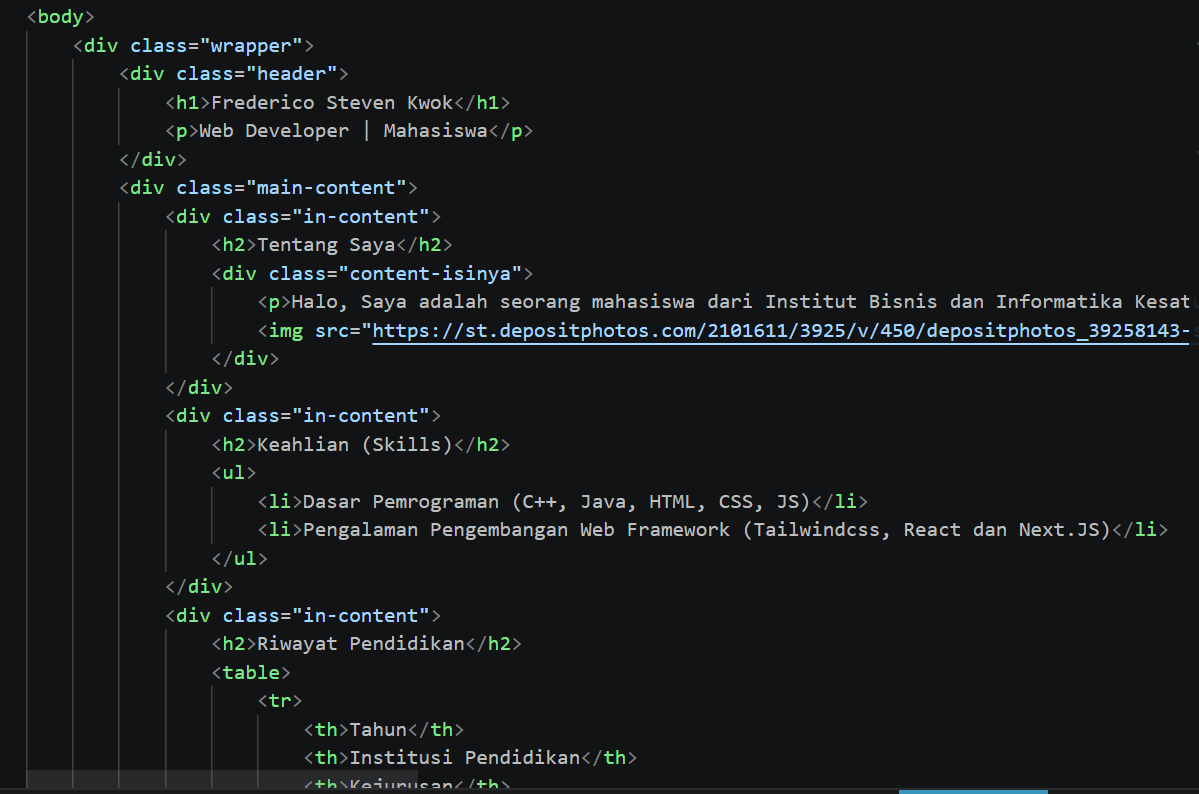 <body>
<div class="wrapper">
<div class="header">
<h1>Frederico Steven Kwok</h1>
<p>Web Developer | Mahasiswa</p>
</div>
<div class="main-content">
<div class="in-content">
<h2>Tentang Saya</h2>
<div class="content-isinya">
<p>Halo, Saya adalah seorang mahasiswa dari Institut Bisnis dan Informatika Kesat
<img src="https://st.depositphotos.com/2101611/3925/v/450/depositphotos_39258143-
</div>
</div>
<div class="in-content">
<h2>Keahlian (Skills)</h2>
<ul>
<li>Dasar Pemrograman (C++, Java, HTML, CSS, JS)</li>
<li>Pengalaman Pengembangan Web Framework (Tailwindcss, React dan Next.JS)</li>
</ul>
</div>
<div class="in-content">
<h2>Riwayat Pendidikan</h2>
<table>
<tr>
<th>Tahun</th>
<th>Institusi Pendidikan</th>
<th>Kejurusan</th>